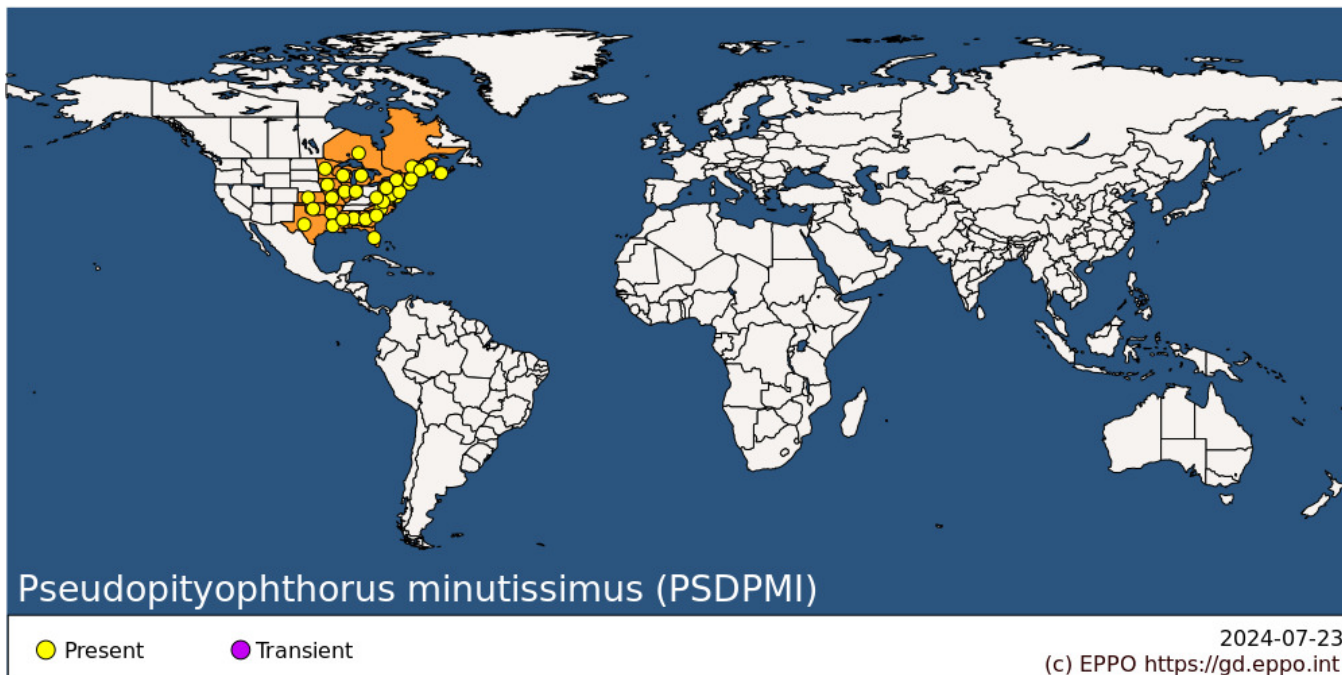 Pseudopityophthorus minutissimus (PSDPMI)
Present
Transient
2024-07-23
(c) EPPO https://gd.eppo.int